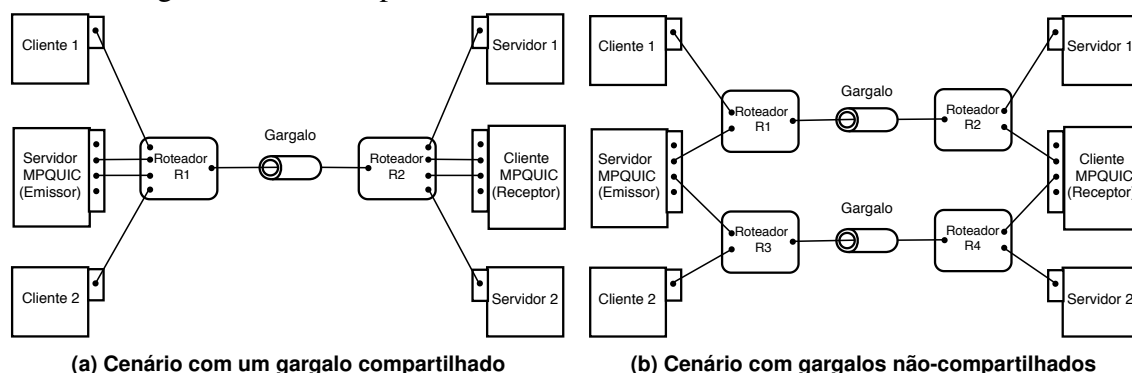 Cliente 1
Servidor 1
Servidor
MPQUIC
(Emissor)
Roteador
R1
Gargalo
Roteador
R2
Cliente
MPQUIC
(Receptor)
Cliente 2
Servidor 2
(a) Cenário com um gargalo compartilhado
Cliente 1
Servidor 1
Roteador
R1
Gargalo
Roteador
R2
Servidor
MPQUIC
(Emissor)
Cliente
MPQUIC
(Receptor)
Roteador
R3
Gargalo
Roteador
R4
Cliente 2
Servidor 2
(b) Cenário com gargalos não-compartilhados